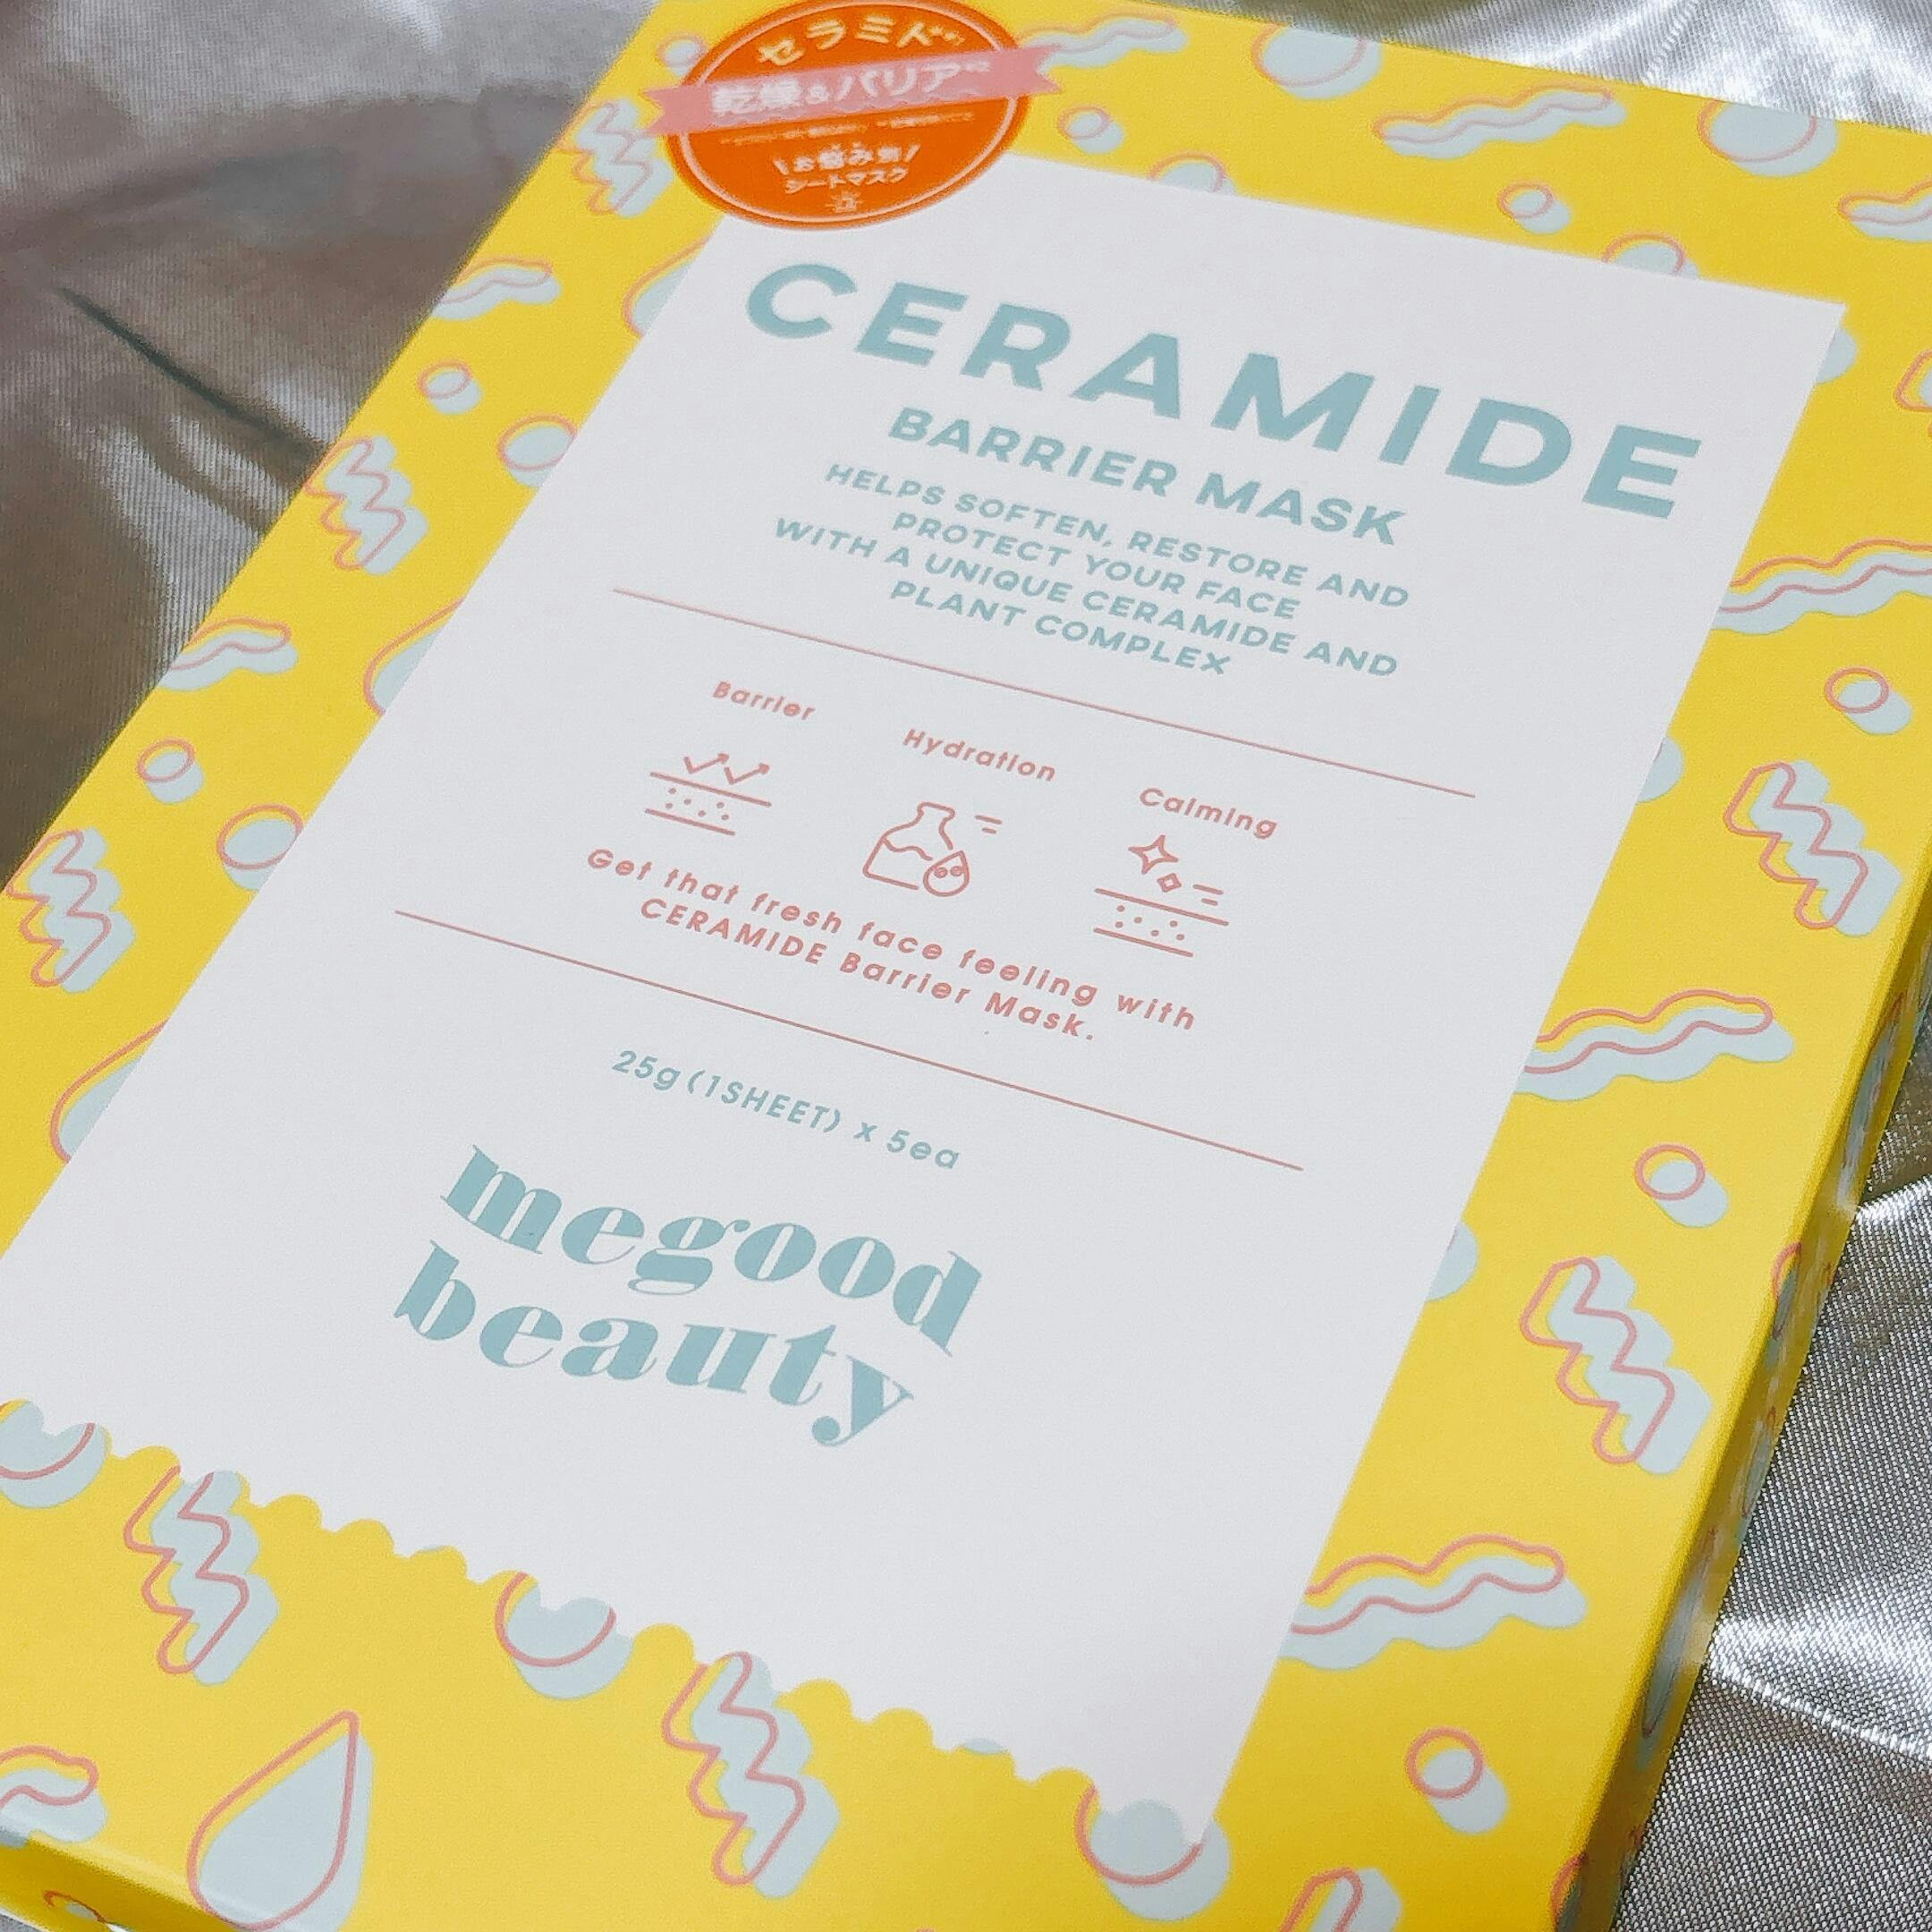 セラミド
乾燥&バリア
\お悩み別/
シートマスク
CERAMIDE
BARRIER MASK
HELPS SOFTEN, RESTORE AND
PROTECT YOUR FACE
WITH A UNIQUE CERAMIDE AND
PLANT COMPLEX
Barrier
Hydration
Calming
Get that fresh face feeling with
CERAMIDE Barrier Mask.
25g (1SHEET) x 5ea
megood
beauty